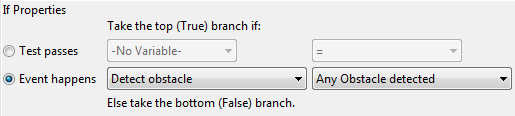 If Properties
Take the top (True) branch if:
Test passes -No Variable- =
Event happens Detect obstacle Any Obstacle detected
Else take the bottom (False) branch.